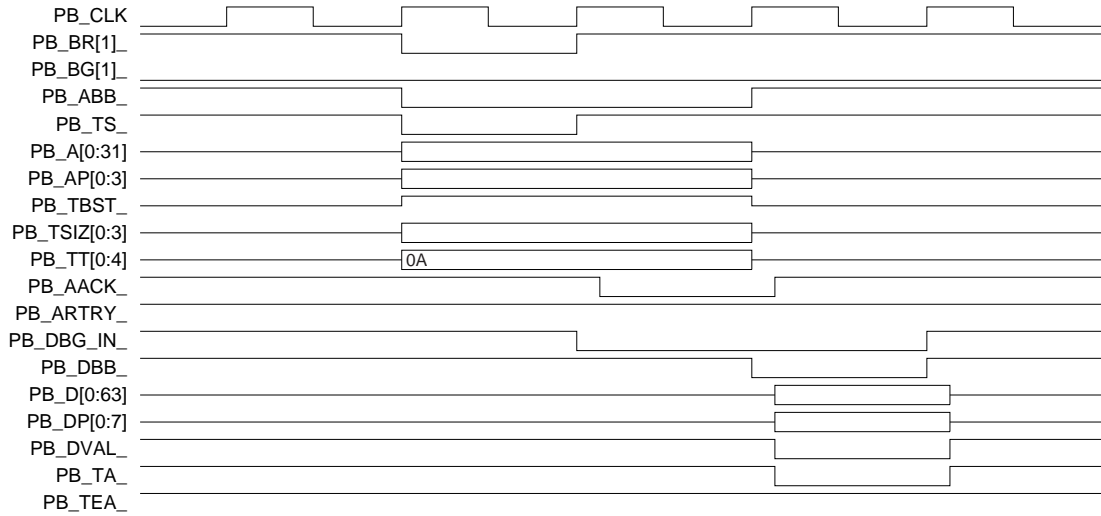 PB_CLK
PB_BR[1]_
PB_BG[1]_
PB_ABB_
PB_TS_
PB_A[0:31]
PB_AP[0:3]
PB_TBST_
PB_TSIZ[0:3]
PB_TT[0:4] 0A
PB_AACK_
PB_ARTRY_
PB_DBG_IN_
PB_DBB_
PB_D[0:63]
PB_DP[0:7]
PB_DVAL_
PB_TA_
PB_TEA_